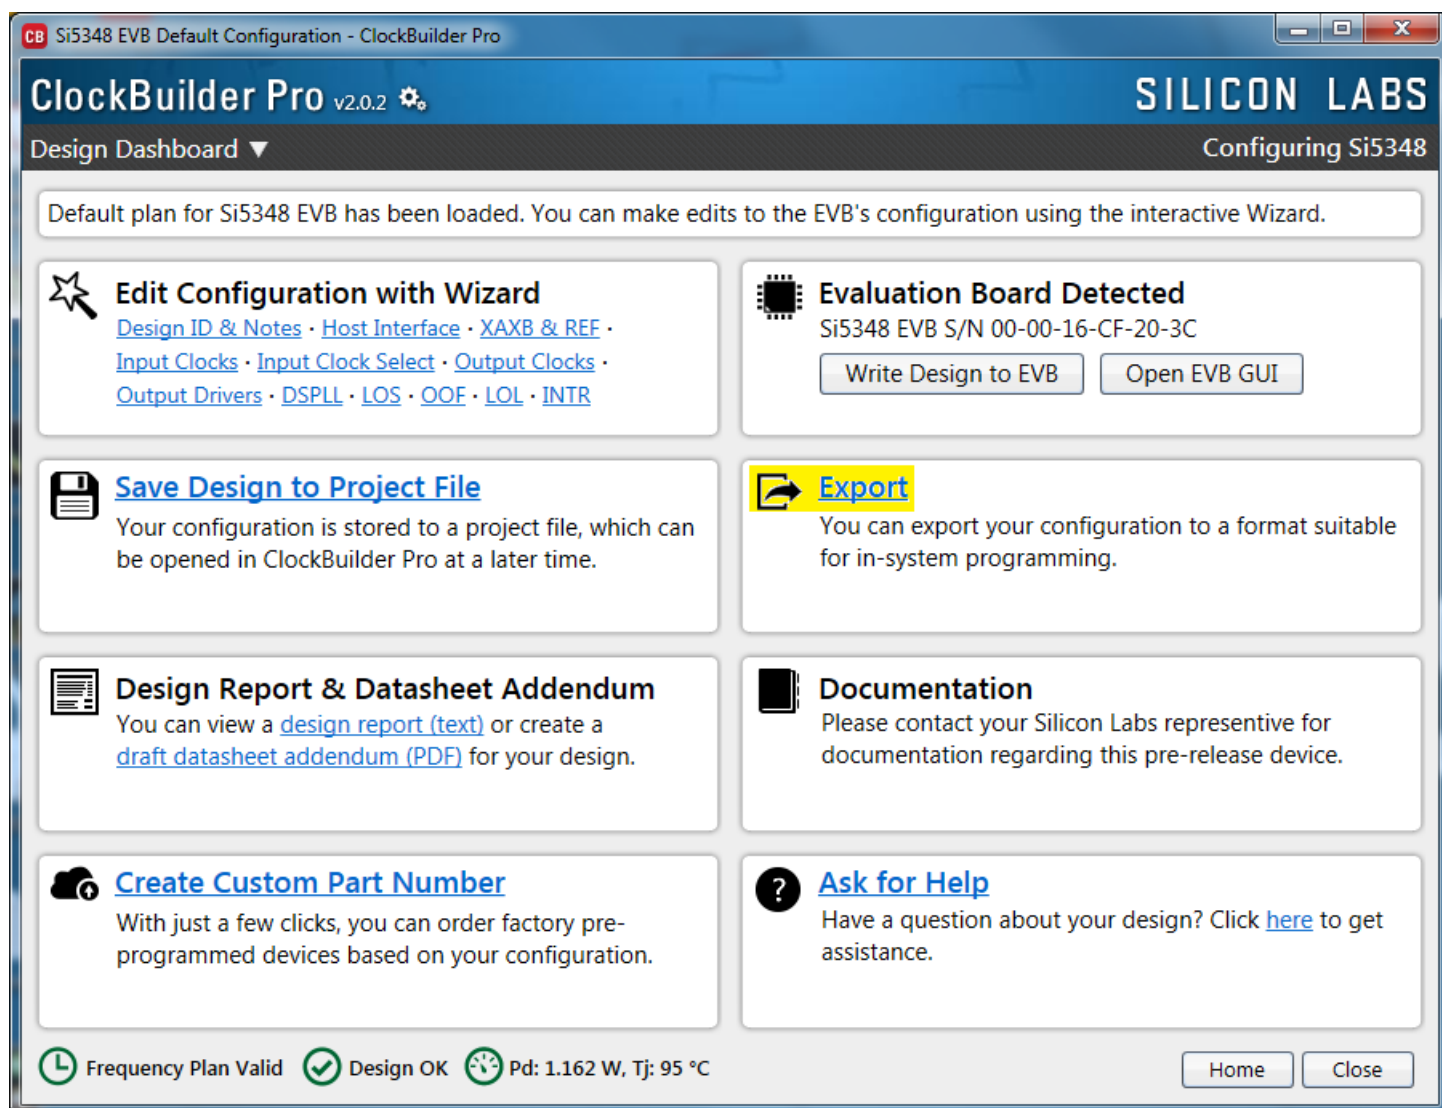 CB Si5348 EVB Default Configuration - ClockBuilder Pro
ClockBuilder Pro v2.0.2
SILICON LABS
Design Dashboard ▼
Configuring Si5348
Default plan for Si5348 EVB has been loaded. You can make edits to the EVB's configuration using the interactive Wizard.
Edit Configuration with Wizard
Design ID & Notes · Host Interface · XAXB & REF ·
Input Clocks · Input Clock Select · Output Clocks ·
Output Drivers · DSPLL · LOS · OOF · LOL · INTR
Evaluation Board Detected
Si5348 EVB S/N 00-00-16-CF-20-3C
Write Design to EVB
Open EVB GUI
Save Design to Project File
Your configuration is stored to a project file, which can
be opened in ClockBuilder Pro at a later time.
Export
You can export your configuration to a format suitable
for in-system programming.
Design Report & Datasheet Addendum
You can view a design report (text) or create a
draft datasheet addendum (PDF) for your design.
Documentation
Please contact your Silicon Labs representive for
documentation regarding this pre-release device.
Create Custom Part Number
With just a few clicks, you can order factory pre-
programmed devices based on your configuration.
? Ask for Help
Have a question about your design? Click here to get
assistance.
Frequency Plan Valid
Design OK
Pd: 1.162 W, Tj: 95 °C
Home
Close